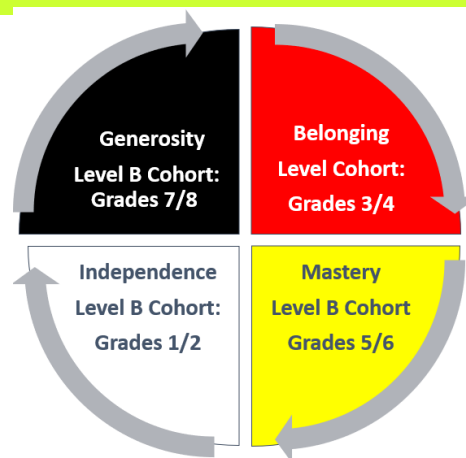 Generosity
Level B Cohort:
Grades 7/8
Belonging
Level Cohort:
Grades 3/4
Independence
Level B Cohort:
Grades 1/2
Mastery
Level B Cohort
Grades 5/6